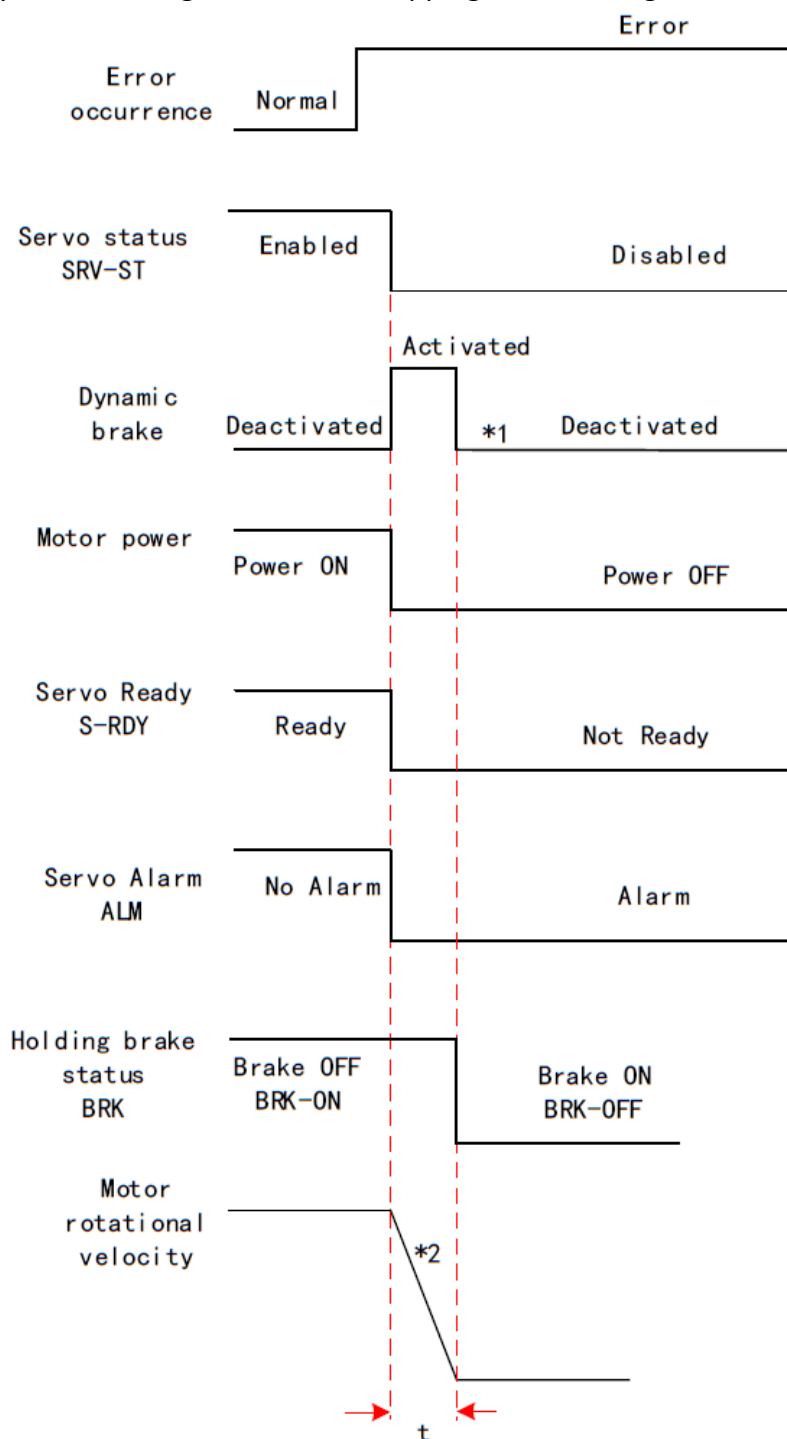 Error
Error
occurrence
Normal
Servo status
SRV-ST
Enabled
Disabled
Activated
Dynamic
brake
Deactivated
*1
Deactivated
Motor power
Power ON
Power OFF
Servo Ready
S-RDY
Ready
Not Ready
Servo Alarm
ALM
No Alarm
Alarm
Holding brake
status
BRK
Brake OFF
BRK-ON
Brake ON
BRK-OFF
Motor
rotational
velocity
*2
t